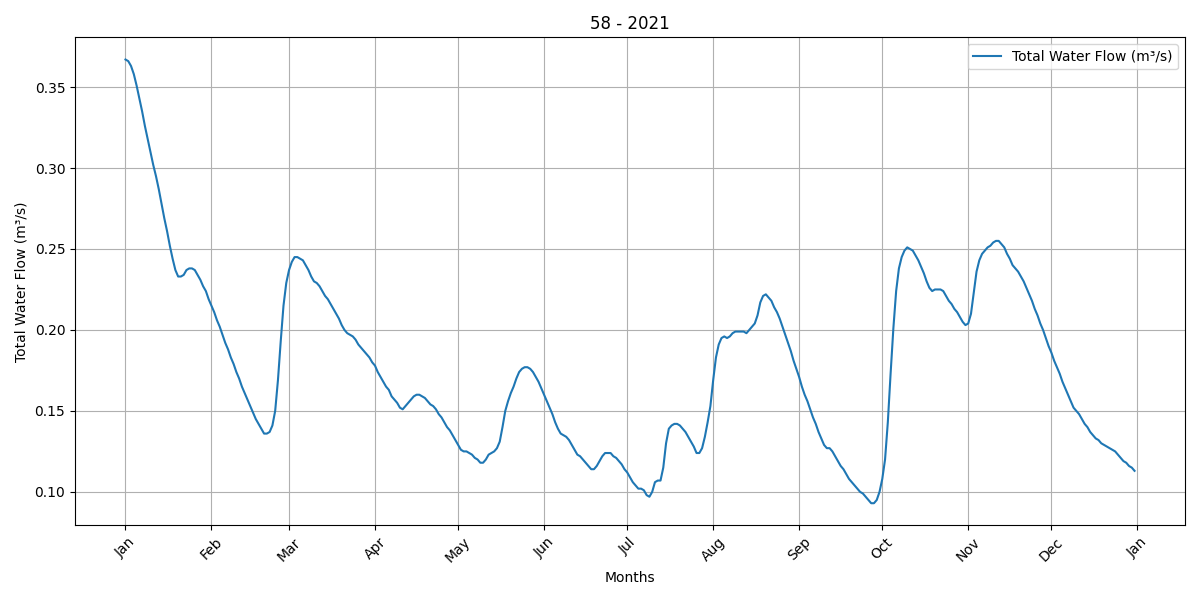 58 - 2021
Total Water Flow (m³/s)
Total Water Flow (m³/s)
0.35
0.30
0.25
0.20
0.15
0.10
Jan
Feb
Mar
Apr
May
Jun
Jul
Aug
Sep
Oct
Nov
Dec
Jan
Months